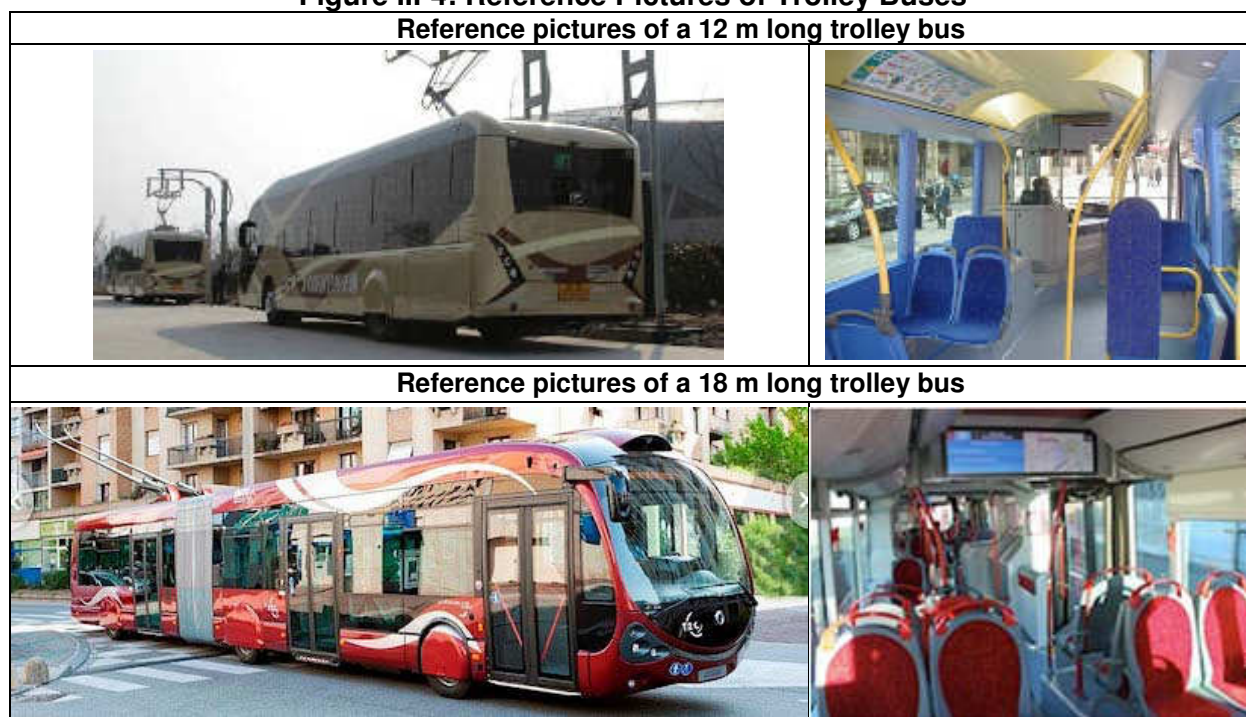 Figure III-4: Reference Pictures of Trolley Buses
Reference pictures of a 12 m long trolley bus
Reference pictures of a 18 m long trolley bus